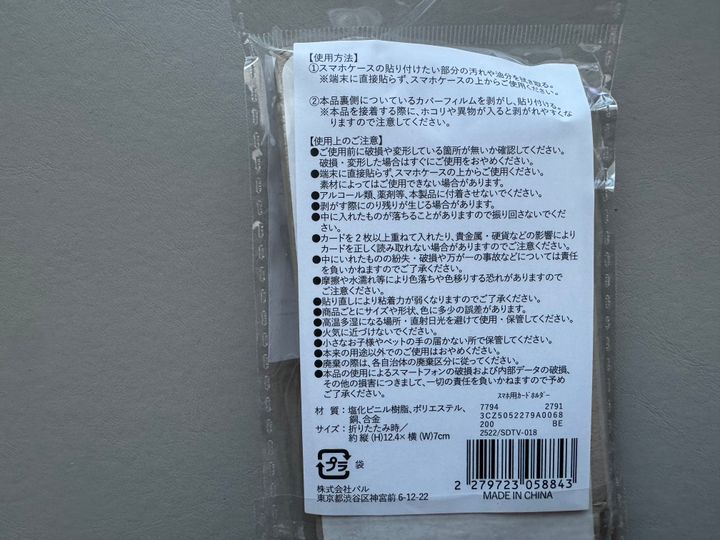 【使用方法】
①スマホケースの貼り付けたい部分の汚れや油分を拭き取る。
※端末に直接貼らず、スマホケースの上からご使用ください。
②本品裏側についているカバーフィルムを剥がし、貼り付ける。
※本品を接着する際に、ホコリや異物が入ると剥がれやすくな
りますので注意してください。
【使用上のご注意】
●ご使用前に破損や変形している箇所が無いか確認してください。
破損・変形した場合はすぐにご使用をおやめください。
●端末に直接貼らず、スマホケースの上からご使用ください。
素材によってはご使用できない場合があります。
●アルコール類、薬剤等、本製品に付着させないでください。
●剥がす際にのり残りが生じる場合があります。
●中に入れたものが落ちることがありますので振り回さないでくだ
さい。
●カードを2枚以上重ねて入れたり、貴金属・硬貨などの影響により
カードを正しく読み取れない場合がありますのでご注意ください。
●中にいれたものの紛失・破損や万が一の事故などについては責任
を負いかねますのでご了承ください。
●摩擦や水濡れ等により色落ちや色移りする恐れがありますので
ご注意ください。
●貼り直しにより粘着力が弱くなりますのでご了承ください。
●商品ごとにサイズや形状、色に多少の誤差があります。
●高温多湿になる場所・直射日光を避けて使用・保管してください。
●火気に近づけないでください。
●小さなお子様やペットの手の届かない所で保管してください。
●本来の用途以外でのご使用はおやめください。
●廃棄の際は、各自治体の廃棄区分に従ってください。
●本品の使用によるスマートフォンの破損および内部データの破損、
その他の損害につきまして、一切の責任を負いかねますので予め
ご了承ください。
材 質：塩化ビニル樹脂、ポリエステル、
銅、合金
サイズ：折りたたみ時／
約 縦(H)12.4×横(W)7cm
プラ 袋
株式会社パル
東京都渋谷区神宮前 6-12-22
スマホ用カードホルダー
7794 2791
3CZ5052279A0068
200 BE
2522/SDTV-018
2 279723 058843
MADE IN CHINA